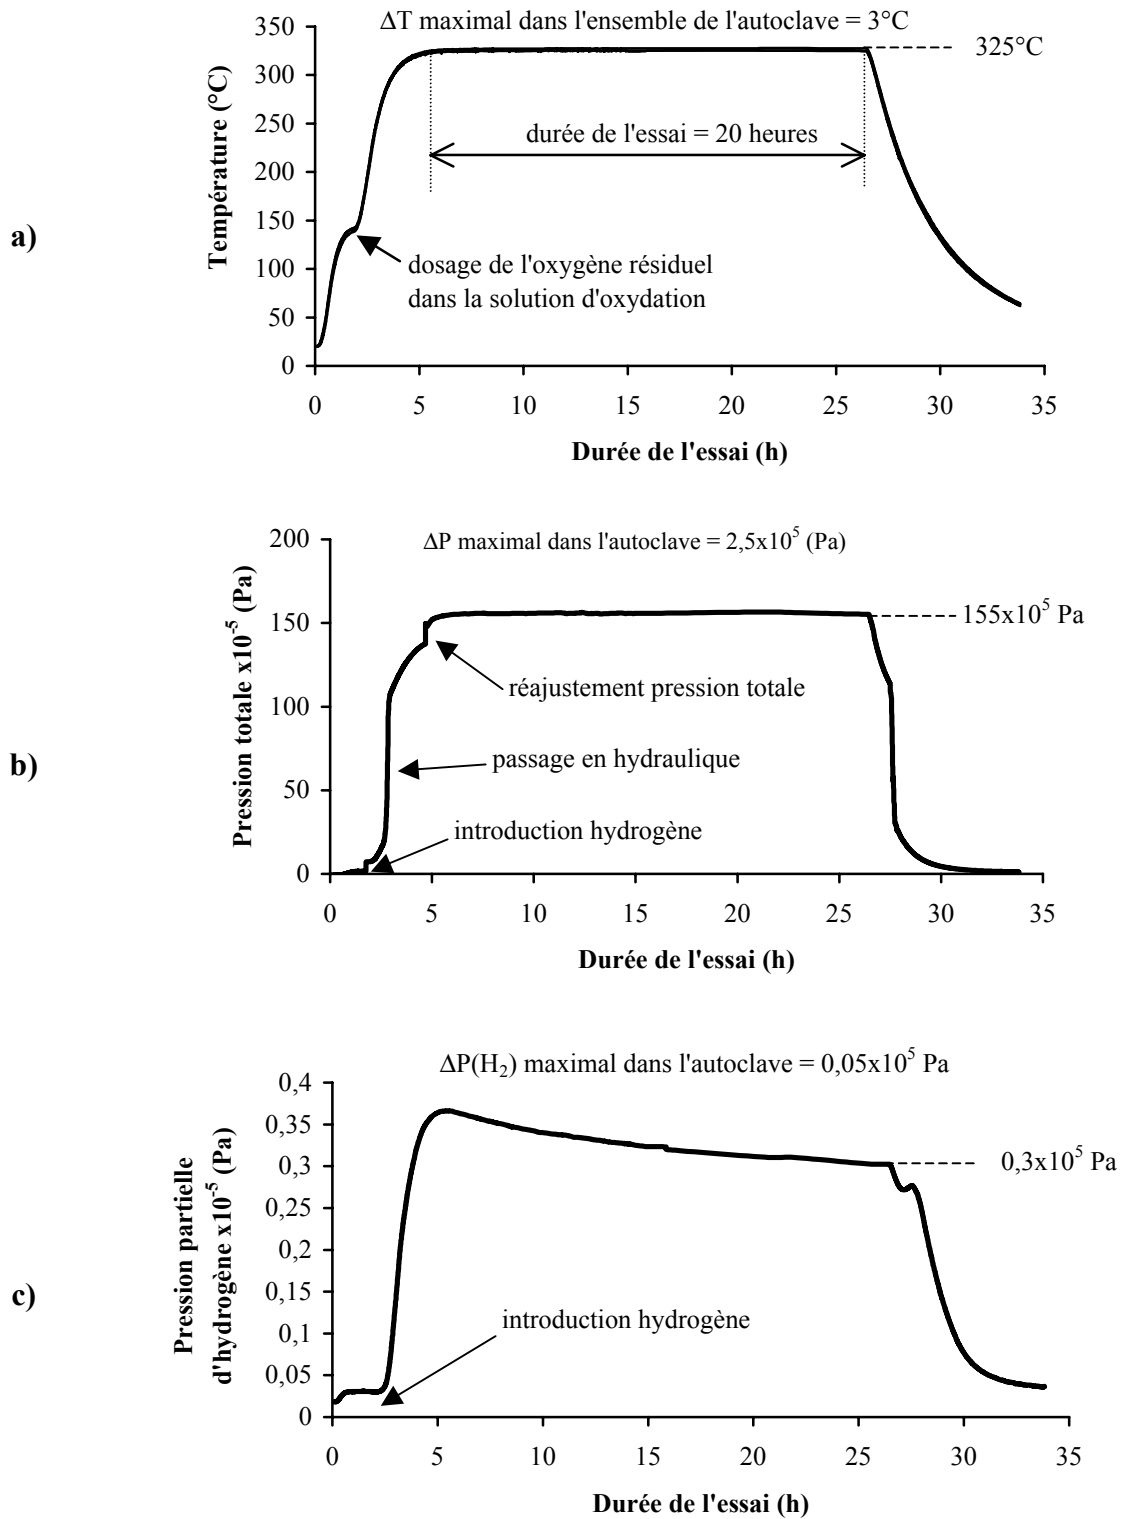 a)
ΔT maximal dans l'ensemble de l'autoclave = 3°C
Température (°C)
350
300
250
200
150
100
50
0
325°C
durée de l'essai = 20 heures
dosage de l'oxygène résiduel
dans la solution d'oxydation
0 5 10 15 20 25 30 35
Durée de l'essai (h)
b)
ΔP maximal dans l'autoclave = 2,5x10⁵ (Pa)
Pression totale x10⁻⁵ (Pa)
200
150
100
50
0
155x10⁵ Pa
réajustement pression totale
passage en hydraulique
introduction hydrogène
0 5 10 15 20 25 30 35
Durée de l'essai (h)
c)
ΔP(H₂) maximal dans l'autoclave = 0,05x10⁵ Pa
Pression partielle
d'hydrogène x10⁻⁵ (Pa)
0,4
0,35
0,3
0,25
0,2
0,15
0,1
0,05
0
0,3x10⁵ Pa
introduction hydrogène
0 5 10 15 20 25 30 35
Durée de l'essai (h)